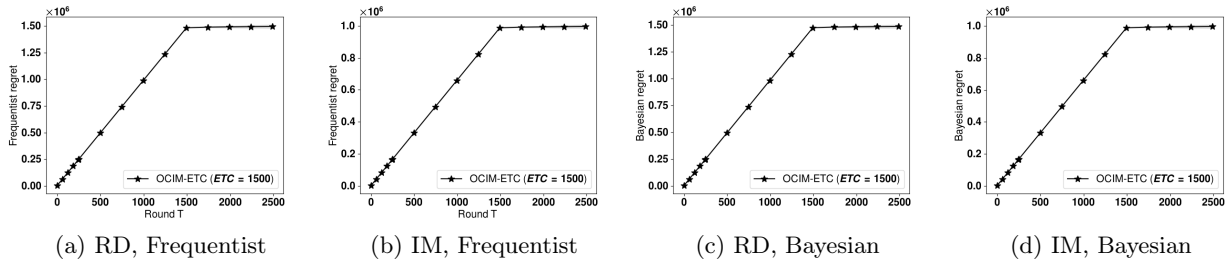 ×10⁶
1.50
1.25
1.00
0.75
0.50
0.25
0.00
Frequentist regret
OCIM-ETC (ETC = 1500)
0 500 1000 1500 2000 2500
Round T
(a) RD, Frequentist
×10⁶
1.0
0.8
0.6
0.4
0.2
0.0
Frequentist regret
OCIM-ETC (ETC = 1500)
0 500 1000 1500 2000 2500
Round T
(b) IM, Frequentist
×10⁶
1.50
1.25
1.00
0.75
0.50
0.25
0.00
Bayesian regret
OCIM-ETC (ETC = 1500)
0 500 1000 1500 2000 2500
(c) RD, Bayesian
×10⁶
1.0
0.8
0.6
0.4
0.2
0.0
Bayesian regret
OCIM-ETC (ETC = 1500)
0 500 1000 1500 2000 2500
(d) IM, Bayesian